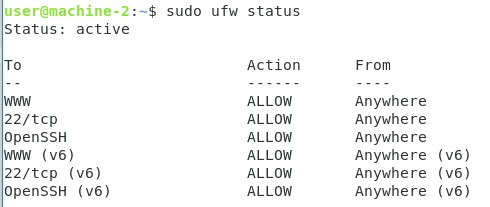 user@machine-2:~$ sudo ufw status
Status: active

To                         Action      From
--                         ------      ----
WWW                        ALLOW       Anywhere
22/tcp                     ALLOW       Anywhere
OpenSSH                    ALLOW       Anywhere
WWW (v6)                   ALLOW       Anywhere (v6)
22/tcp (v6)                ALLOW       Anywhere (v6)
OpenSSH (v6)               ALLOW       Anywhere (v6)